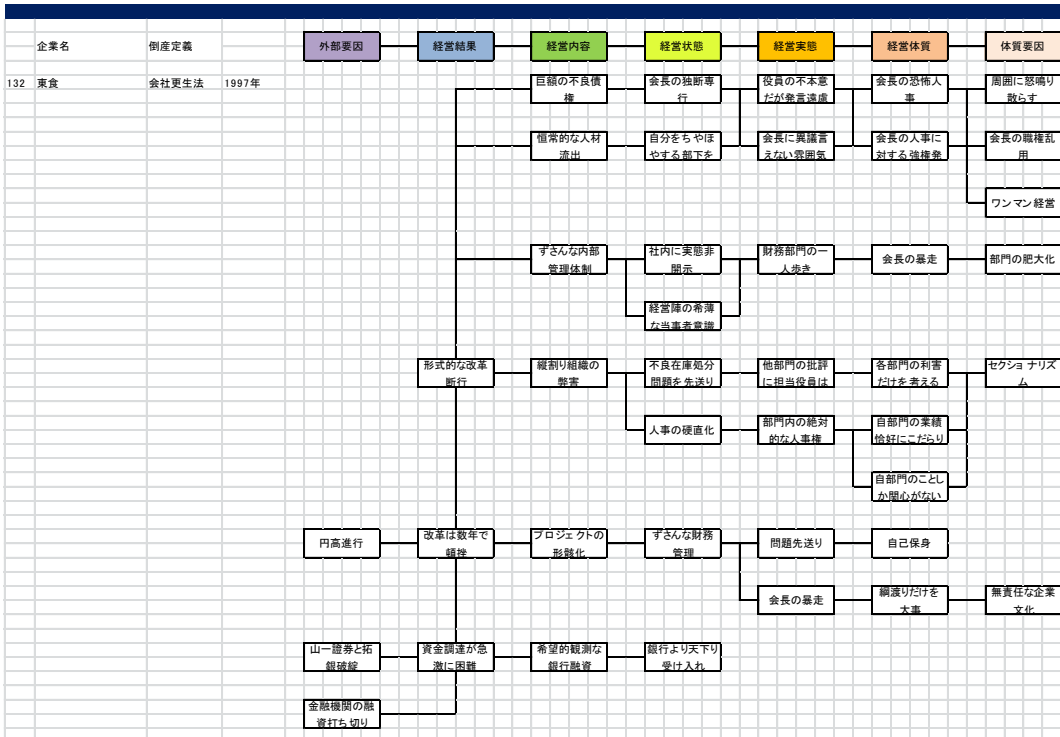 企業名 倒産定義 外部要因 経営結果 経営内容 経営状態 経営実態 経営体質 体質要因
132 東食 会社更生法 1997年
巨額の不良債
権
会長の独断専
行
役員の不本意
だが発言遠慮
会長の恐怖人
事
周囲に怒鳴り
散らす
恒常的な人材
流出
自分をちやほ
やする部下を
会長に異議言
えない雰囲気
会長の人事に
対する強権発
会長の職権乱
用
ワンマン経営
ずさんな内部
管理体制
社内に実態非
開示
財務部門の一
人歩き
会長の暴走
部門の肥大化
経営陣の希薄
な当事者意識
形式的な改革
断行
縦割り組織の
弊害
不良在庫処分
問題を先送り
他部門の批評
に担当役員は
各部門の利害
だけを考える
セクショナリズ
ム
人事の硬直化
部門内の絶対
的な人事権
自部門の業績
恰好にこだらり
自部門のことし
か関心がない
円高進行
改革は数年で
頓挫
プロジェクトの
形骸化
ずさんな財務
管理
問題先送り
自己保身
会長の暴走
綱渡りだけを
大事
無責任な企業
文化
山一證券と拓
銀破綻
資金調達が急
激に困難
希望的観測な
銀行融資
銀行より天下り
受け入れ
金融機関の融
資打ち切り